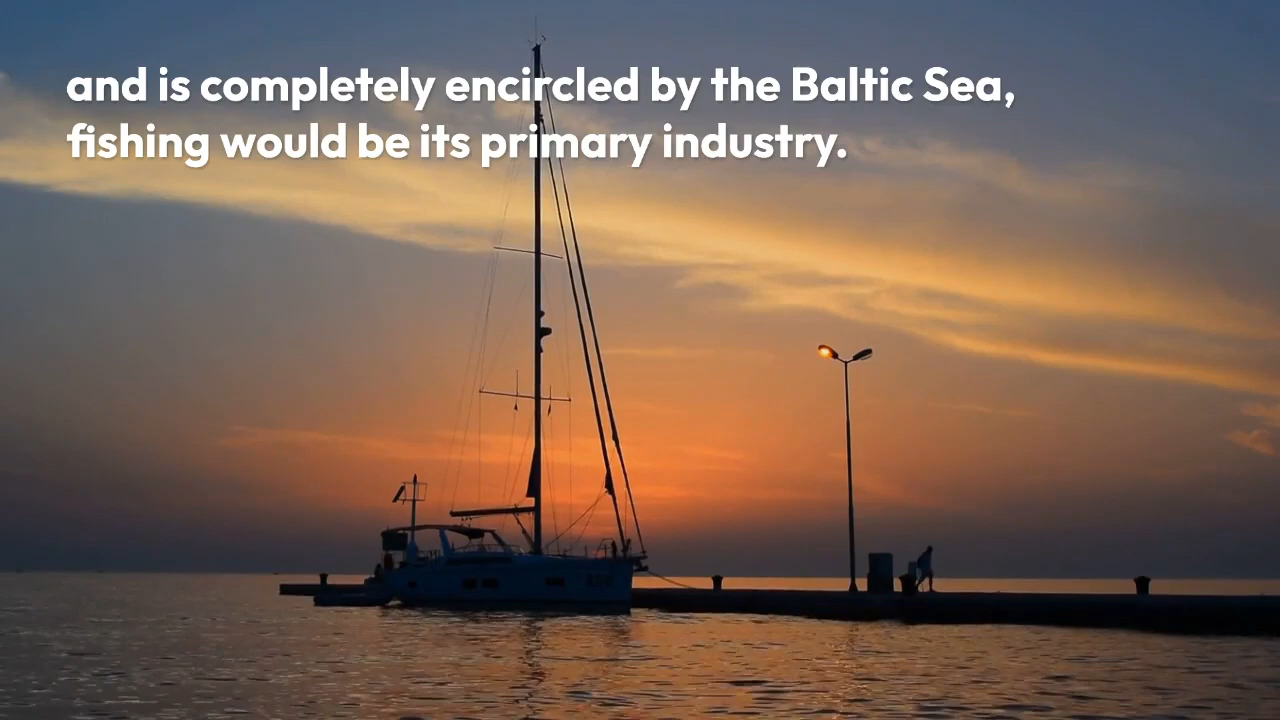 and is completely encircled by the Baltic Sea,
fishing would be its primary industry.